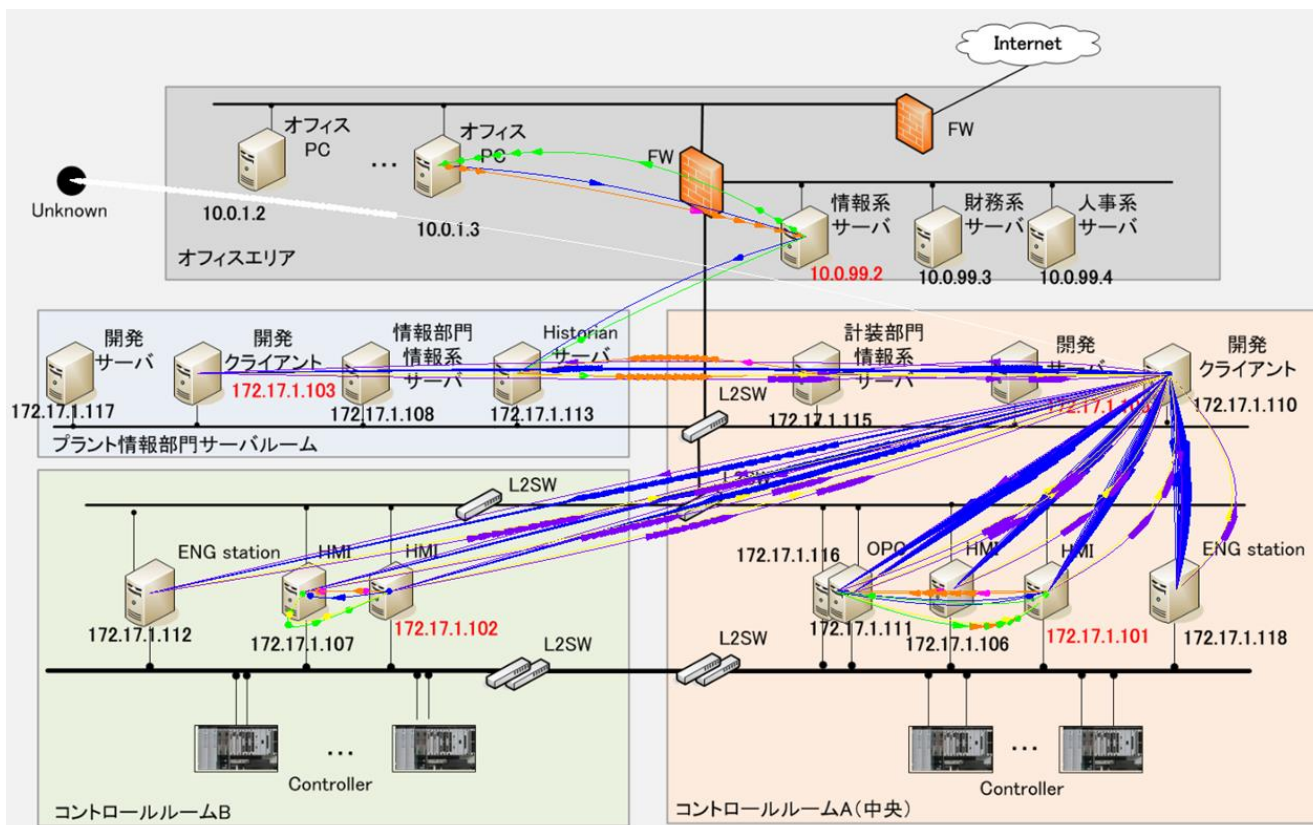 Internet
FW
オフィス
PC
オフィス
PC
...
FW
Unknown
10.0.1.2
10.0.1.3
情報系
サーバ
財務系
サーバ
人事系
サーバ
10.0.99.2
10.0.99.3
10.0.99.4
オフィスエリア
開発
サーバ
開発
クライアント
情報部門
情報系
サーバ
Historian
サーバ
計装部門
情報系
サーバ
開発
サーバ
開発
クライアント
172.17.1.117
172.17.1.103
172.17.1.108
172.17.1.113
L2SW
172.17.1.115
172.17.1.110
プラント情報部門サーバルーム
L2SW
L2SW
ENG station
HMI
HMI
172.17.1.116
OPC
HMI
HMI
ENG station
172.17.1.112
172.17.1.107
172.17.1.102
172.17.1.111
172.17.1.106
172.17.1.101
172.17.1.118
L2SW
L2SW
...
Controller
...
Controller
コントロールルームB
コントロールルームA(中央)